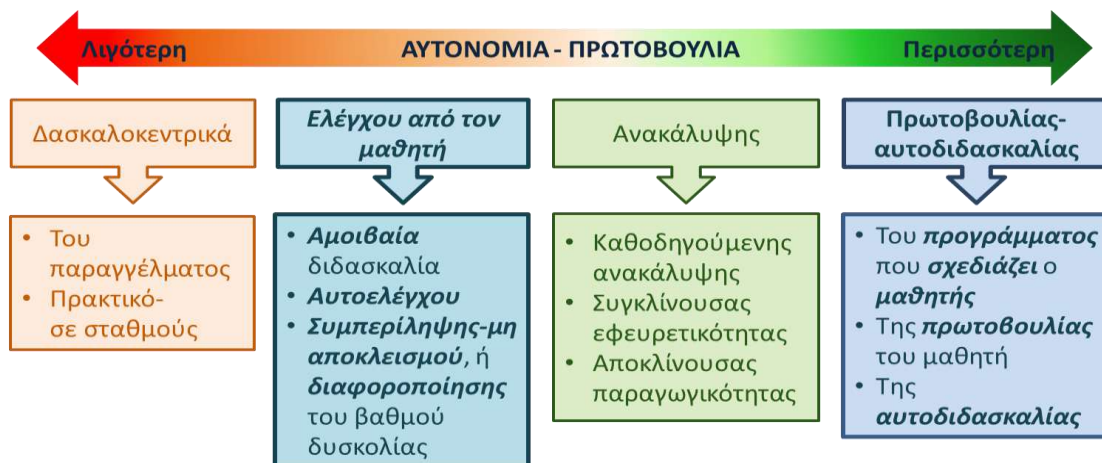 Λιγότερη ΑΥΤΟΝΟΜΙΑ - ΠΡΩΤΟΒΟΥΛΙΑ Περισσότερη
Δασκαλοκεντρικά
Ελέγχου από τον
μαθητή
Ανακάλυψης
Πρωτοβουλίας-
αυτοδιδασκαλίας
• Του
παραγγέλματος
• Πρακτικό-
σε σταθμούς
• Αμοιβαία
διδασκαλία
• Αυτοελέγχου
• Συμπερίληψης-μη
αποκλεισμού, ή
διαφοροποίησης
του βαθμού
δυσκολίας
• Καθοδηγούμενης
ανακάλυψης
• Συγκλίνουσας
εφευρετικότητας
• Αποκλίνουσας
παραγωγικότητας
• Του προγράμματος
που σχεδιάζει ο
μαθητής
• Της πρωτοβουλίας
του μαθητή
• Της
αυτοδιδασκαλίας